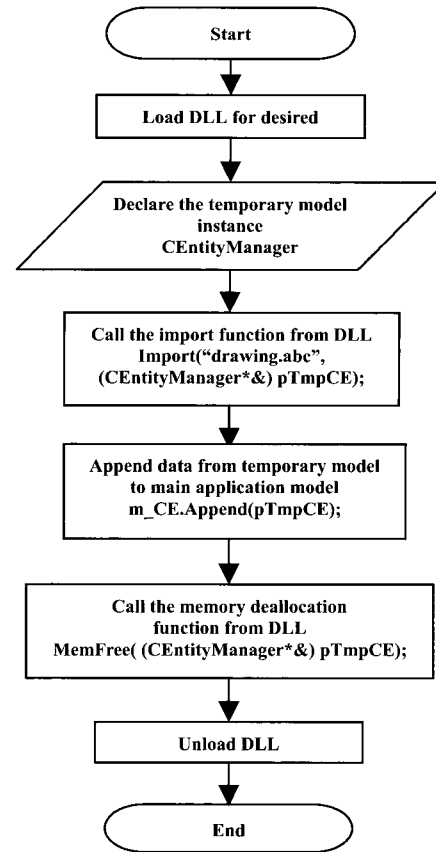 Start
Load DLL for desired
Declare the temporary model
instance
CEntityManager
Call the import function from DLL
Import(“drawing.abc”,
(CEntityManager*&) pTmpCE);
Append data from temporary model
to main application model
m_CE.Append(pTmpCE);
Call the memory deallocation
function from DLL
MemFree( (CEntityManager*&) pTmpCE);
Unload DLL
End